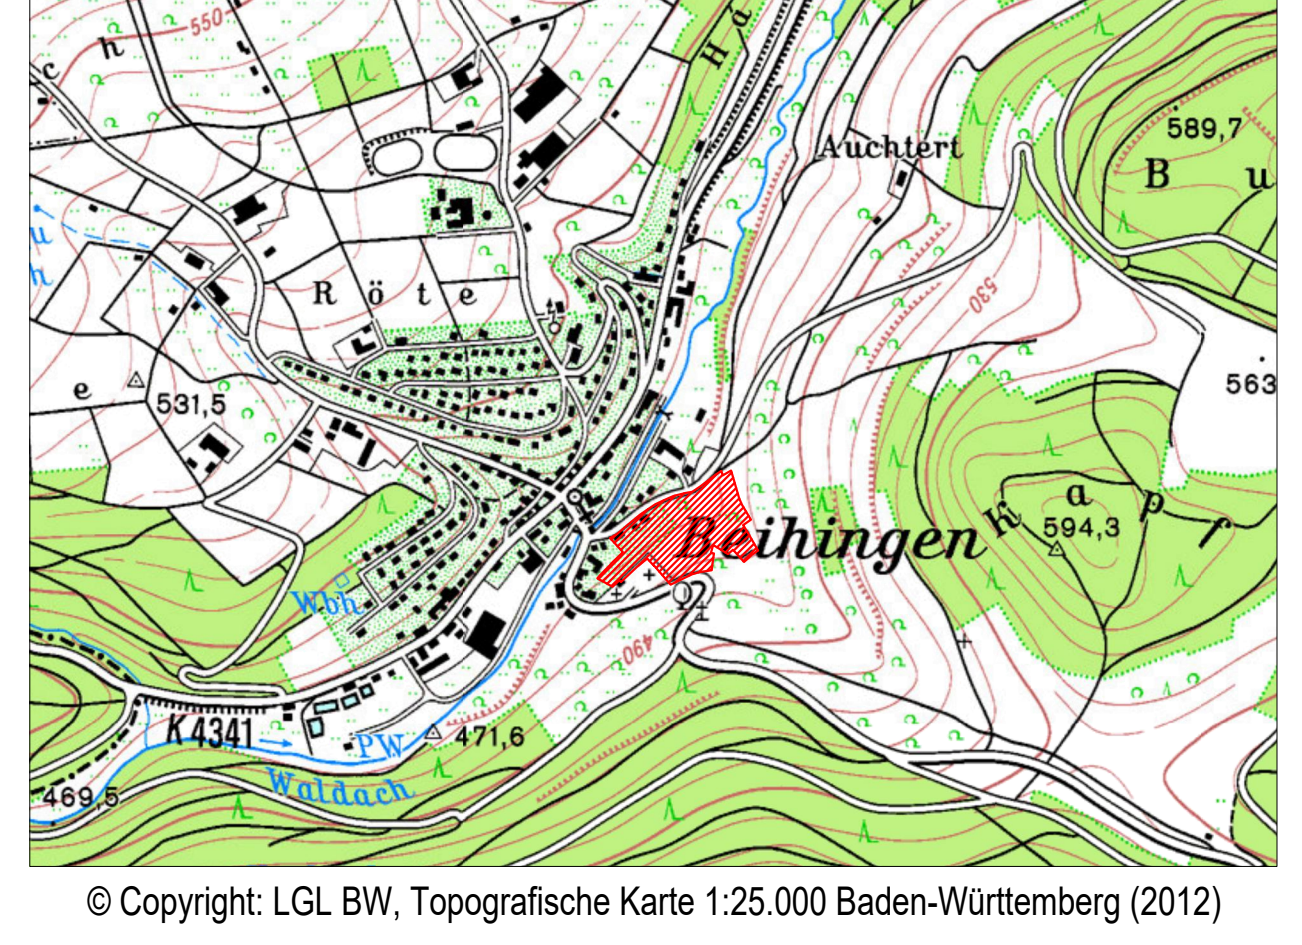 550
c h
H d
589,7
Auchtert
B u
u
h
R ö t e
530
e
531,5
563
K a p f
594,3
Beihingen
Wbh
490
K 4341
PW
471,6
Waldach
469,5
© Copyright: LGL BW, Topografische Karte 1:25.000 Baden-Württemberg (2012)